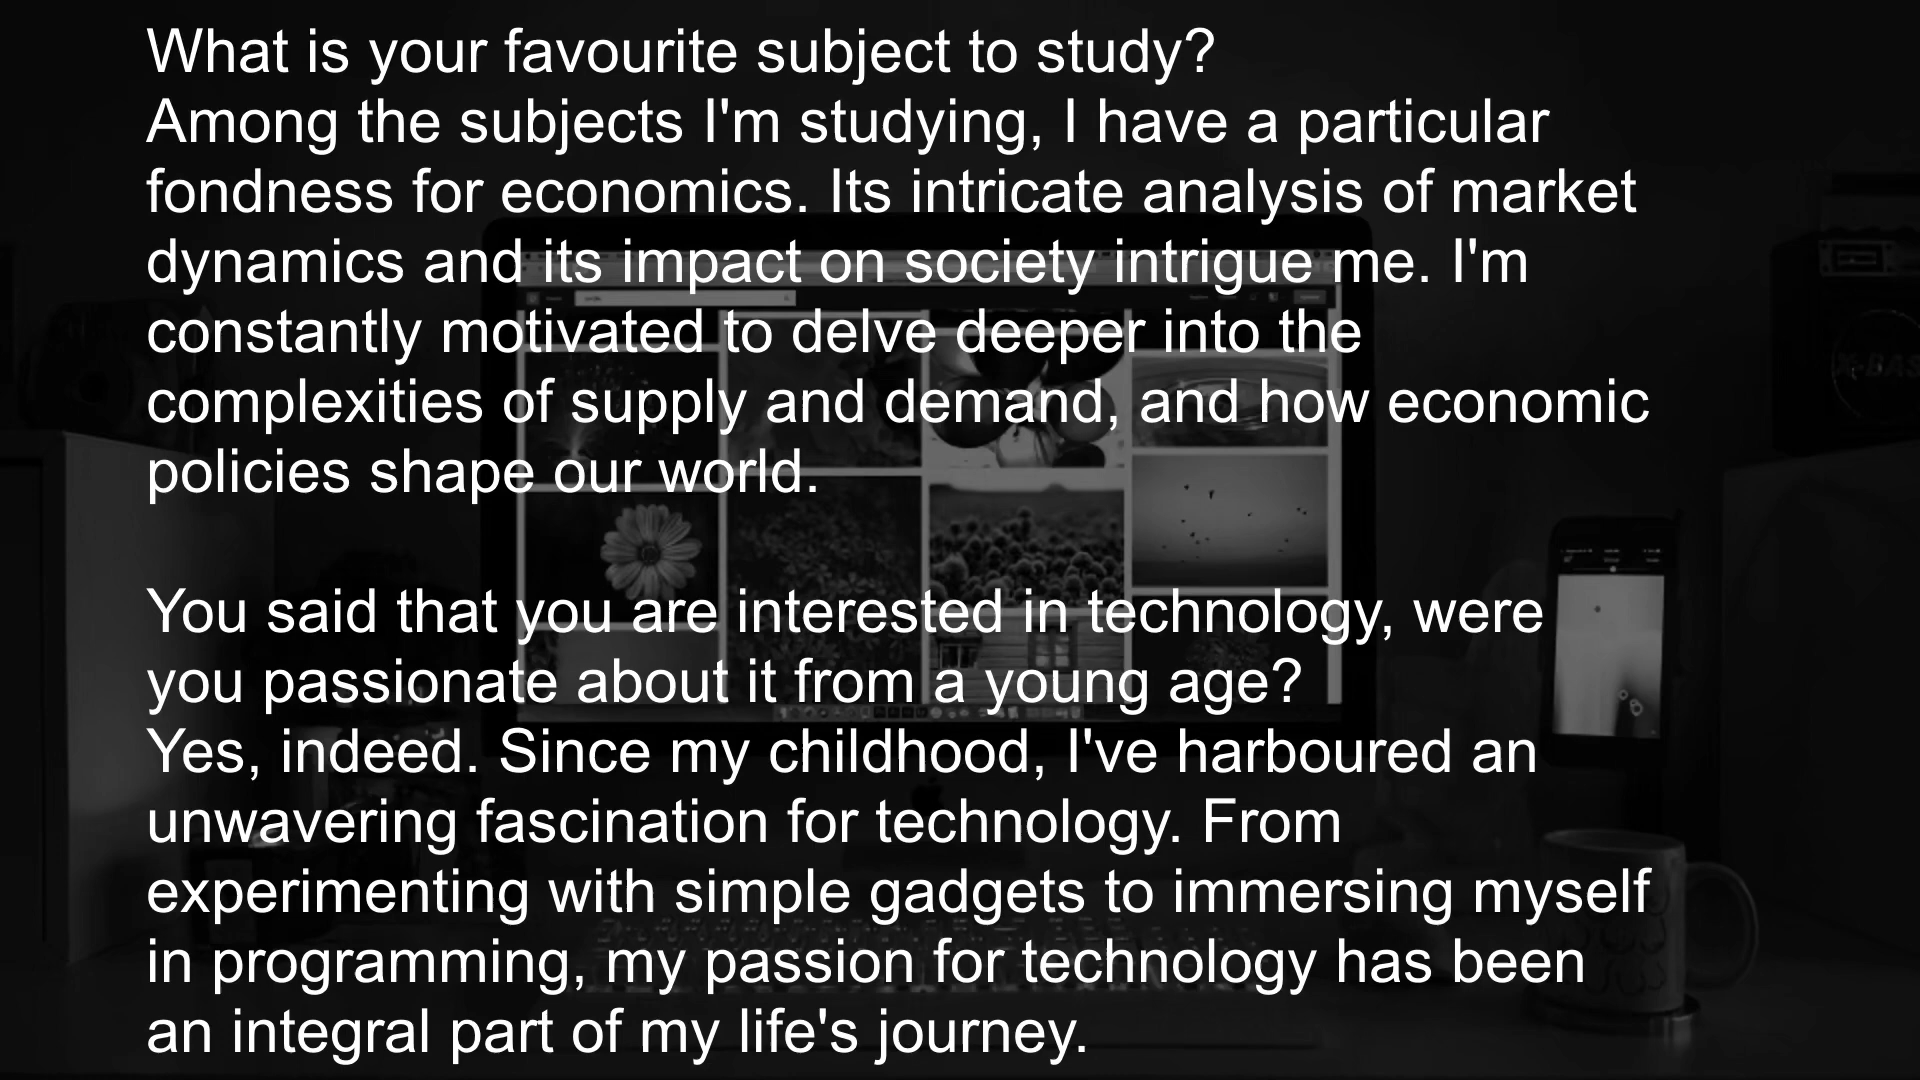 What is your favourite subject to study?
Among the subjects I'm studying, I have a particular
fondness for economics. Its intricate analysis of market
dynamics and its impact on society intrigue me. I'm
constantly motivated to delve deeper into the
complexities of supply and demand, and how economic
policies shape our world.
You said that you are interested in technology, were
you passionate about it from a young age?
Yes, indeed. Since my childhood, I've harboured an
unwavering fascination for technology. From
experimenting with simple gadgets to immersing myself
in programming, my passion for technology has been
an integral part of my life's journey.